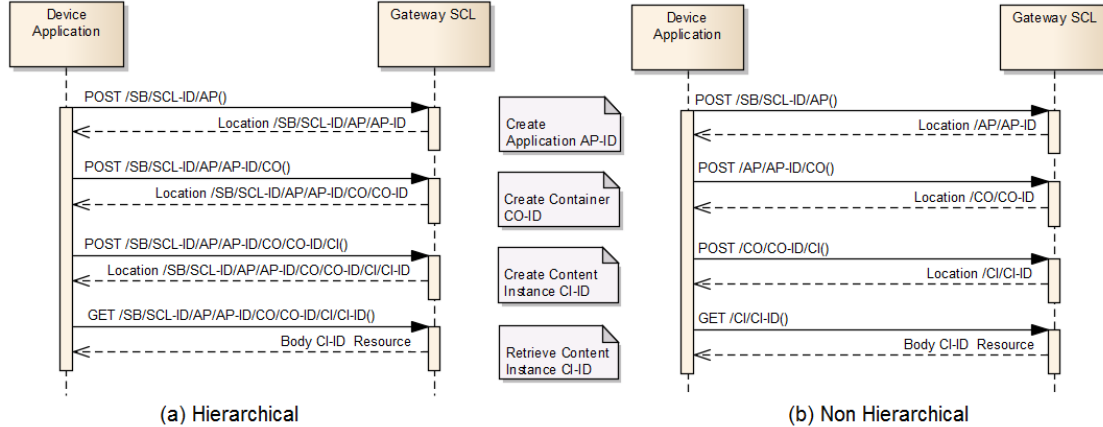 Device
Application
Gateway SCL
POST /SB/SCL-ID/AP()
Location /SB/SCL-ID/AP/AP-ID
POST /SB/SCL-ID/AP/AP-ID/CO()
Location /SB/SCL-ID/AP/AP-ID/CO/CO-ID
POST /SB/SCL-ID/AP/AP-ID/CO/CO-ID/CI()
Location /SB/SCL-ID/AP/AP-ID/CO/CO-ID/CI/CI-ID
GET /SB/SCL-ID/AP/AP-ID/CO/CO-ID/CI/CI-ID()
Body CI-ID Resource
(a) Hierarchical
Create
Application AP-ID
Create Container
CO-ID
Create Content
Instance CI-ID
Retrieve Content
Instance CI-ID
Device
Application
Gateway SCL
POST /SB/SCL-ID/AP()
Location /AP/AP-ID
POST /AP/AP-ID/CO()
Location /CO/CO-ID
POST /CO/CO-ID/CI()
Location /CI/CI-ID
GET /CI/CI-ID()
Body CI-ID Resource
(b) Non Hierarchical